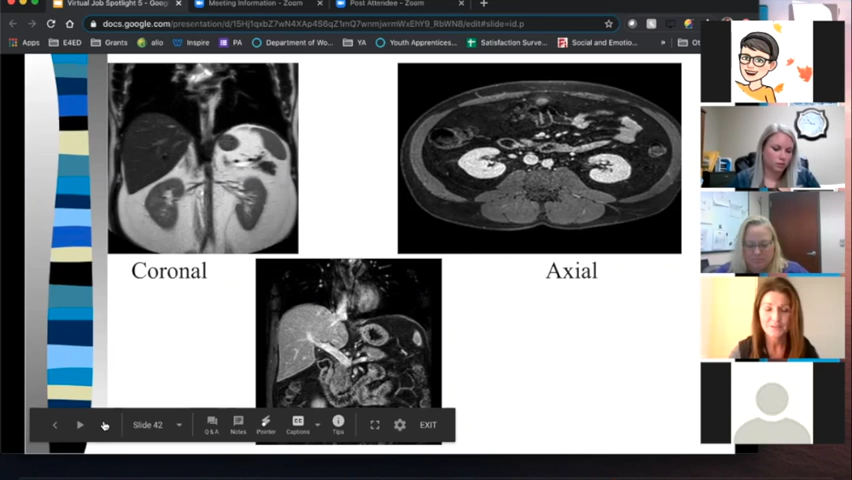 Virtual Job Spotlight 5 - Goog
Meeting Information - Zoom
Post Attendee - Zoom
docs.google.com/presentation/d/15Hj1qxbZ7wN4XAp4S6qZ1mQ7wnmjwrmWxEhY9_RbWN8/edit#slide=id.p
Apps
E4ED
Grants
alio
Inspire
PA
Department of Wo...
YA
Youth Apprentices...
Satisfaction Surve...
Social and Emotio...
»
Coronal
Axial
Slide 42
Q&A
Notes
Pointer
Captions
Tips
EXIT